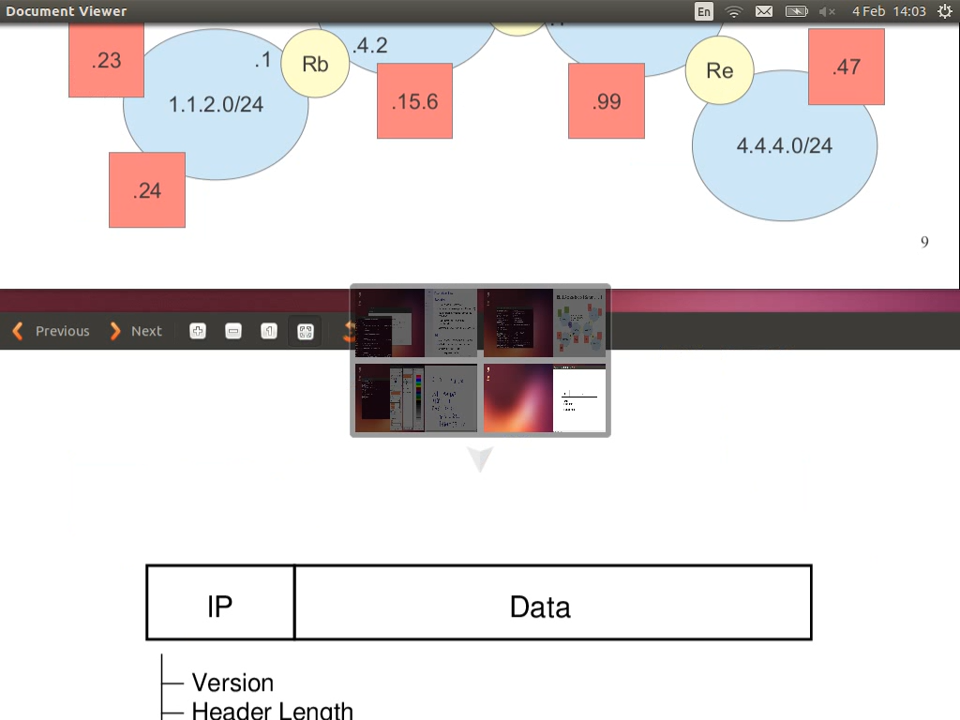 Document Viewer
En
4 Feb 14:03
.23
.1
Rb
.4.2
Re
.47
1.1.2.0/24
.15.6
.99
4.4.4.0/24
.24
9
Previous
Next
IP
Data
Version
Header Length